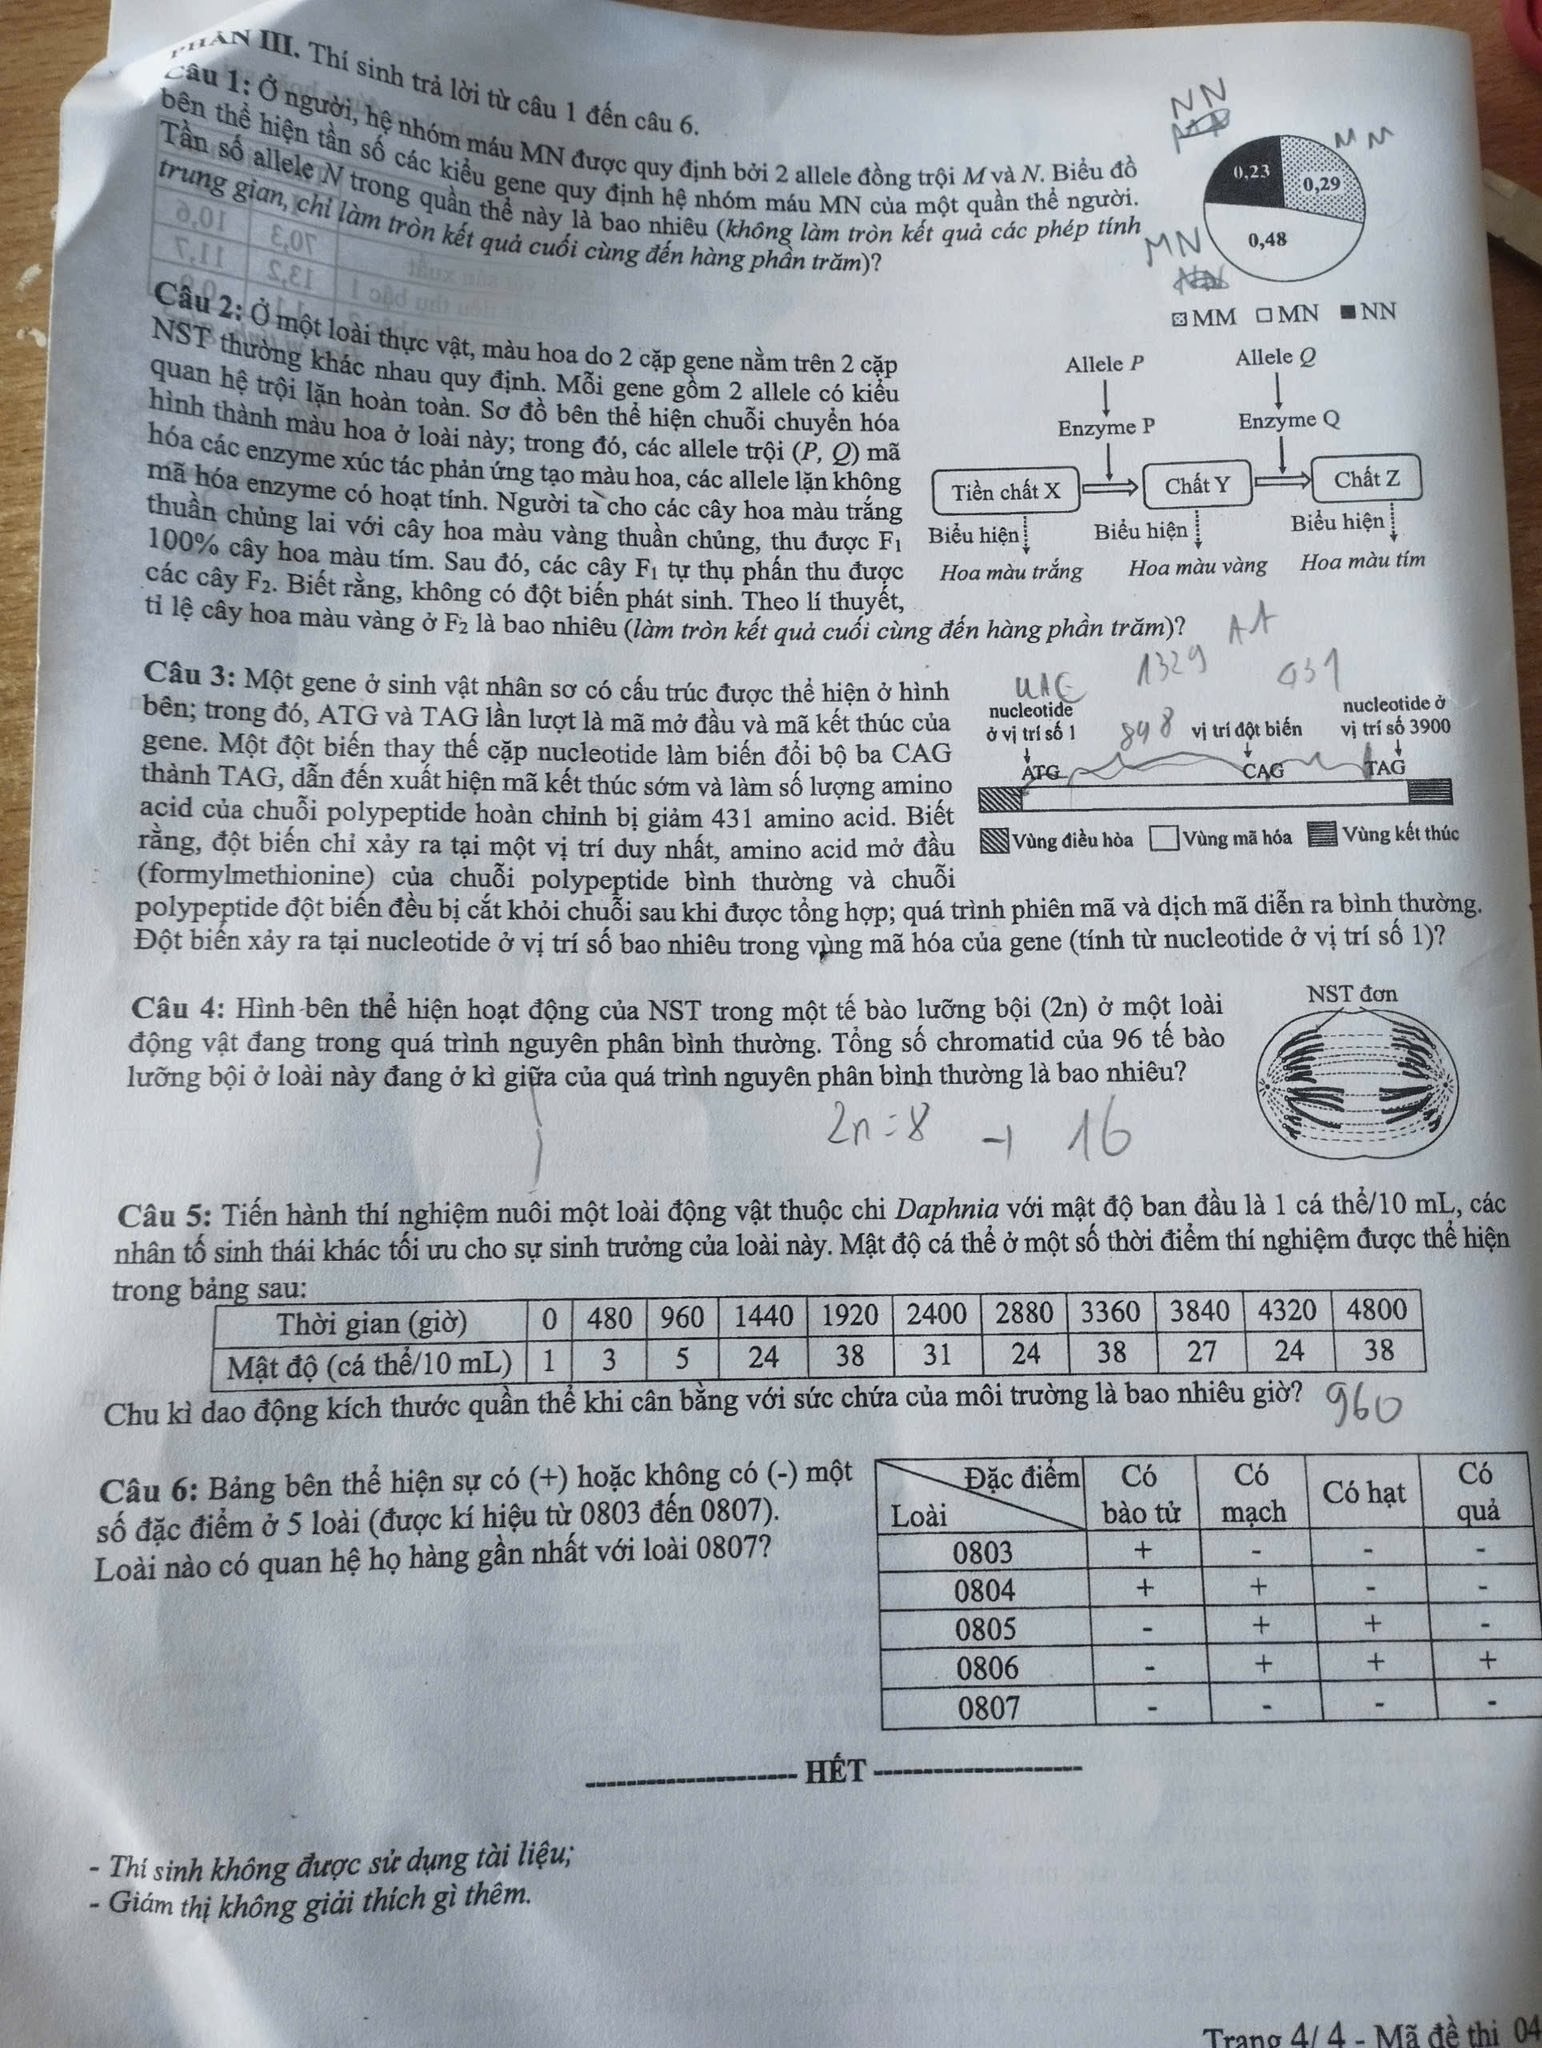 PHẦN III. Thí sinh trả lời từ câu 1 đến câu 6.
Câu 1: Ở người, hệ nhóm máu MN được quy định bởi 2 allele đồng trội M và N. Biểu đồ
bên thể hiện tần số các kiểu gene quy định hệ nhóm máu MN của một quần thể người.
Tần số allele N trong quần thể này là bao nhiêu (không làm tròn kết quả các phép tính
trung gian, chỉ làm tròn kết quả cuối cùng đến hàng phần trăm)?
NN
MM
MN
0,23
0,29
0,48
MM MN NN
Câu 2: Ở một loài thực vật, màu hoa do 2 cặp gene nằm trên 2 cặp
NST thường khác nhau quy định. Mỗi gene gồm 2 allele có kiểu
quan hệ trội lặn hoàn toàn. Sơ đồ bên thể hiện chuỗi chuyển hóa
hình thành màu hoa ở loài này; trong đó, các allele trội (P, Q) mã
hóa các enzyme xúc tác phản ứng tạo màu hoa, các allele lặn không
mã hóa enzyme có hoạt tính. Người ta cho các cây hoa màu trắng
thuần chủng lai với cây hoa màu vàng thuần chủng, thu được F1
100% cây hoa màu tím. Sau đó, các cây F1 tự thụ phấn thu được
các cây F2. Biết rằng, không có đột biến phát sinh. Theo lí thuyết,
tỉ lệ cây hoa màu vàng ở F2 là bao nhiêu (làm tròn kết quả cuối cùng đến hàng phần trăm)?
Allele P Allele Q
Enzyme P Enzyme Q
Tiền chất X Chất Y Chất Z
Biểu hiện Biểu hiện Biểu hiện
Hoa màu trắng Hoa màu vàng Hoa màu tím
Câu 3: Một gene ở sinh vật nhân sơ có cấu trúc được thể hiện ở hình
bên; trong đó, ATG và TAG lần lượt là mã mở đầu và mã kết thúc của
gene. Một đột biến thay thế cặp nucleotide làm biến đổi bộ ba CAG
thành TAG, dẫn đến xuất hiện mã kết thúc sớm và làm số lượng amino
acid của chuỗi polypeptide hoàn chỉnh bị giảm 431 amino acid. Biết
rằng, đột biến chỉ xảy ra tại một vị trí duy nhất, amino acid mở đầu
(formylmethionine) của chuỗi polypeptide bình thường và chuỗi
polypeptide đột biến đều bị cắt khỏi chuỗi sau khi được tổng hợp; quá trình phiên mã và dịch mã diễn ra bình thường.
Đột biến xảy ra tại nucleotide ở vị trí số bao nhiêu trong vùng mã hóa của gene (tính từ nucleotide ở vị trí số 1)?
1329 AA
431
898
nucleotide
ở vị trí số 1
vị trí đột biến
nucleotide ở
vị trí số 3900
ATG CAG TAG
Vùng điều hòa Vùng mã hóa Vùng kết thúc
Câu 4: Hình bên thể hiện hoạt động của NST trong một tế bào lưỡng bội (2n) ở một loài
động vật đang trong quá trình nguyên phân bình thường. Tổng số chromatid của 96 tế bào
lưỡng bội ở loài này đang ở kì giữa của quá trình nguyên phân bình thường là bao nhiêu?
NST đơn
2n = 8 → 16
Câu 5: Tiến hành thí nghiệm nuôi một loài động vật thuộc chi Daphnia với mật độ ban đầu là 1 cá thể/10 mL, các
nhân tố sinh thái khác tối ưu cho sự sinh trưởng của loài này. Mật độ cá thể ở một số thời điểm thí nghiệm được thể hiện
trong bảng sau:
Thời gian (giờ) 0 480 960 1440 1920 2400 2880 3360 3840 4320 4800
Mật độ (cá thể/10 mL) 1 3 5 24 38 31 24 38 27 24 38
Chu kì dao động kích thước quần thể khi cân bằng với sức chứa của môi trường là bao nhiêu giờ? 960
Câu 6: Bảng bên thể hiện sự có (+) hoặc không có (-) một
số đặc điểm ở 5 loài (được kí hiệu từ 0803 đến 0807).
Loài nào có quan hệ họ hàng gần nhất với loài 0807?
Đặc điểm
Loài
Có bào tử Có mạch Có hạt Có quả
0803 + - - -
0804 + + - -
0805 - + + -
0806 - + + +
0807 - - - -
HẾT
- Thí sinh không được sử dụng tài liệu;
- Giám thị không giải thích gì thêm.
Trang 4/4 - Mã đề thi 04